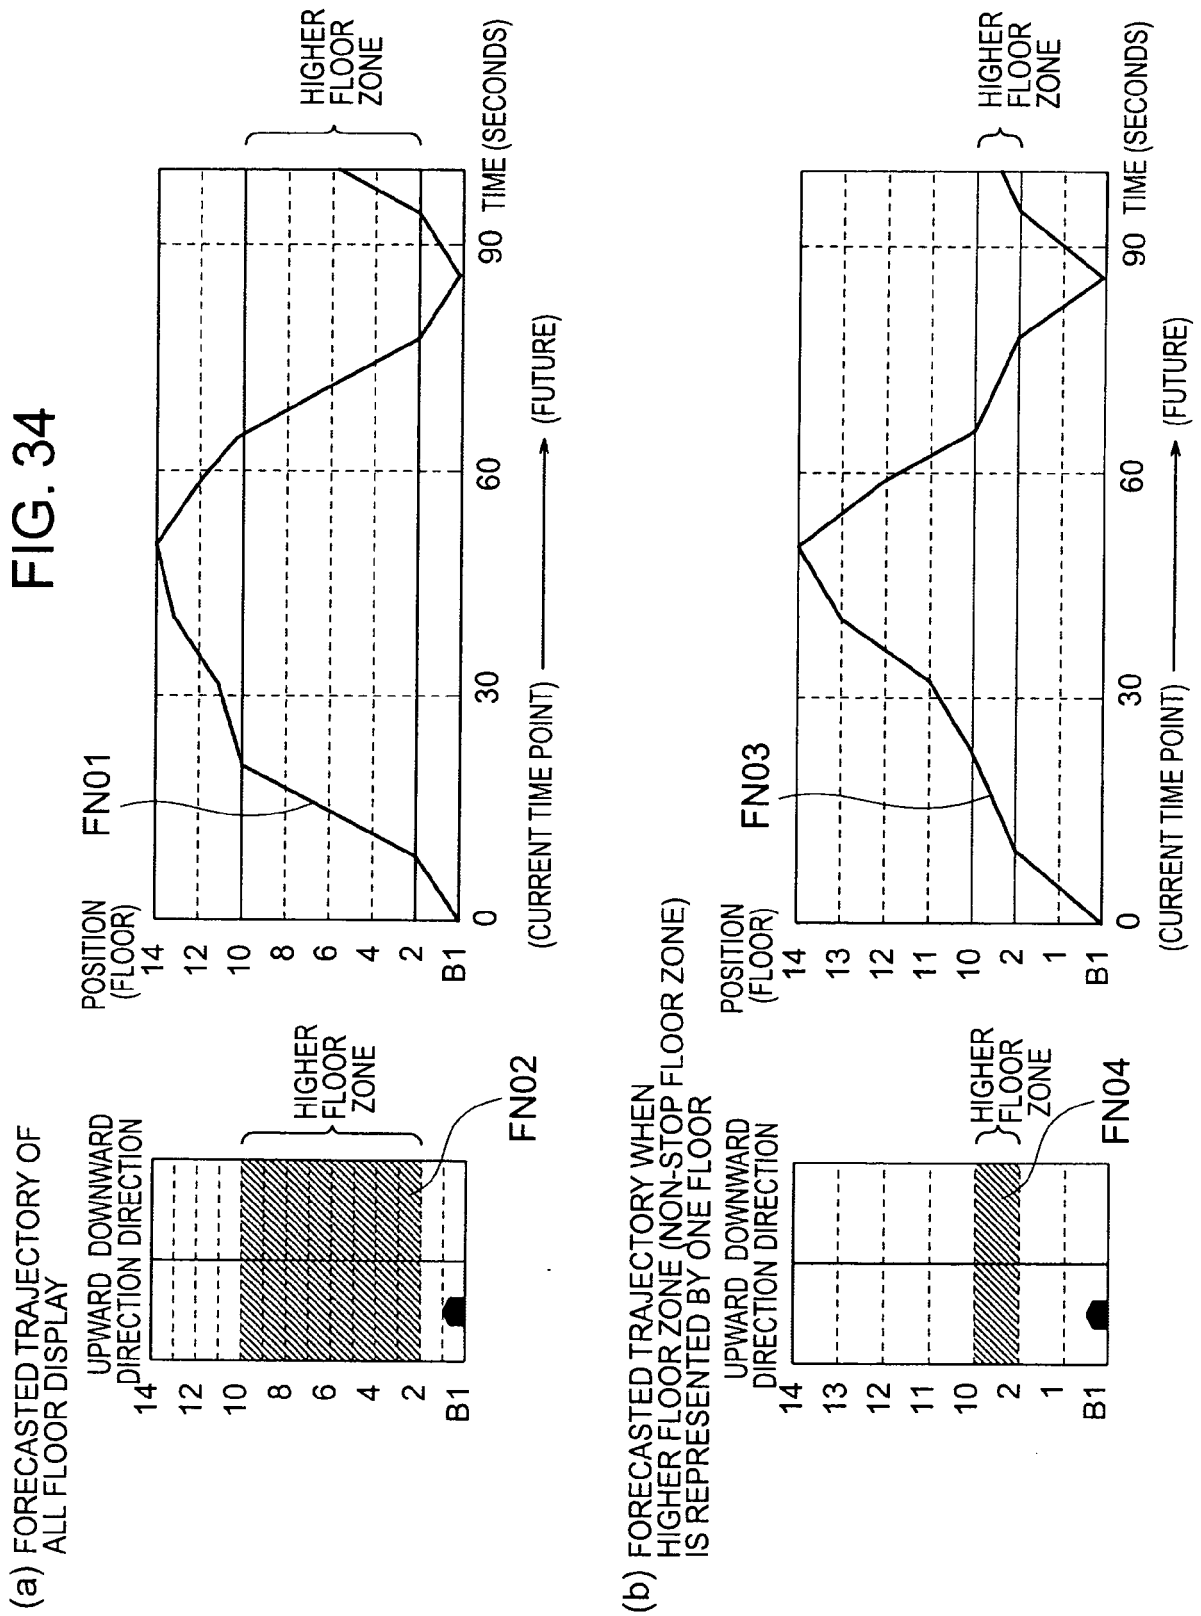 FIG. 34
(a) FORECASTED TRAJECTORY OF
ALL FLOOR DISPLAY
UPWARD DOWNWARD
DIRECTION DIRECTION
14
12
10
8
6
4
2
B1
HIGHER
FLOOR
ZONE
FN02
POSITION
(FLOOR)
14
12
10
8
6
4
2
B1
FN01
HIGHER
FLOOR
ZONE
0
30
60
90
TIME (SECONDS)
(CURRENT TIME POINT)
(FUTURE)
(b) FORECASTED TRAJECTORY WHEN
HIGHER FLOOR ZONE (NON-STOP FLOOR ZONE)
IS REPRESENTED BY ONE FLOOR
UPWARD DOWNWARD
DIRECTION DIRECTION
14
13
12
11
10
2
1
B1
HIGHER
FLOOR
ZONE
FN04
POSITION
(FLOOR)
14
13
12
11
10
2
1
B1
FN03
HIGHER
FLOOR
ZONE
0
30
60
90
TIME (SECONDS)
(CURRENT TIME POINT)
(FUTURE)